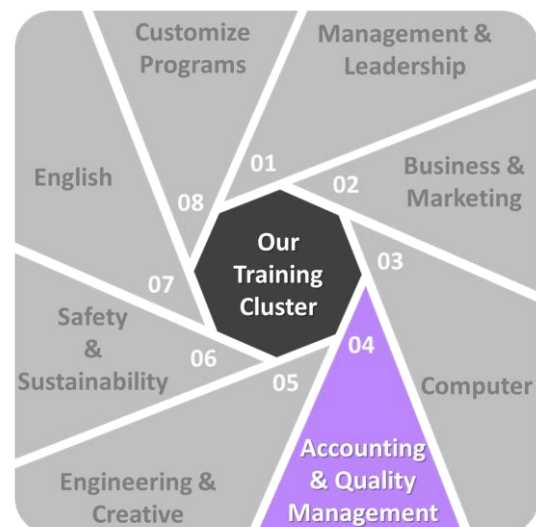 Customize
Programs
Management &
Leadership
01
02
Business &
Marketing
English
08
Our
Training
Cluster
03
07
Safety
&
Sustainability
06
04
05
Computer
Accounting
& Quality
Management
Engineering &
Creative